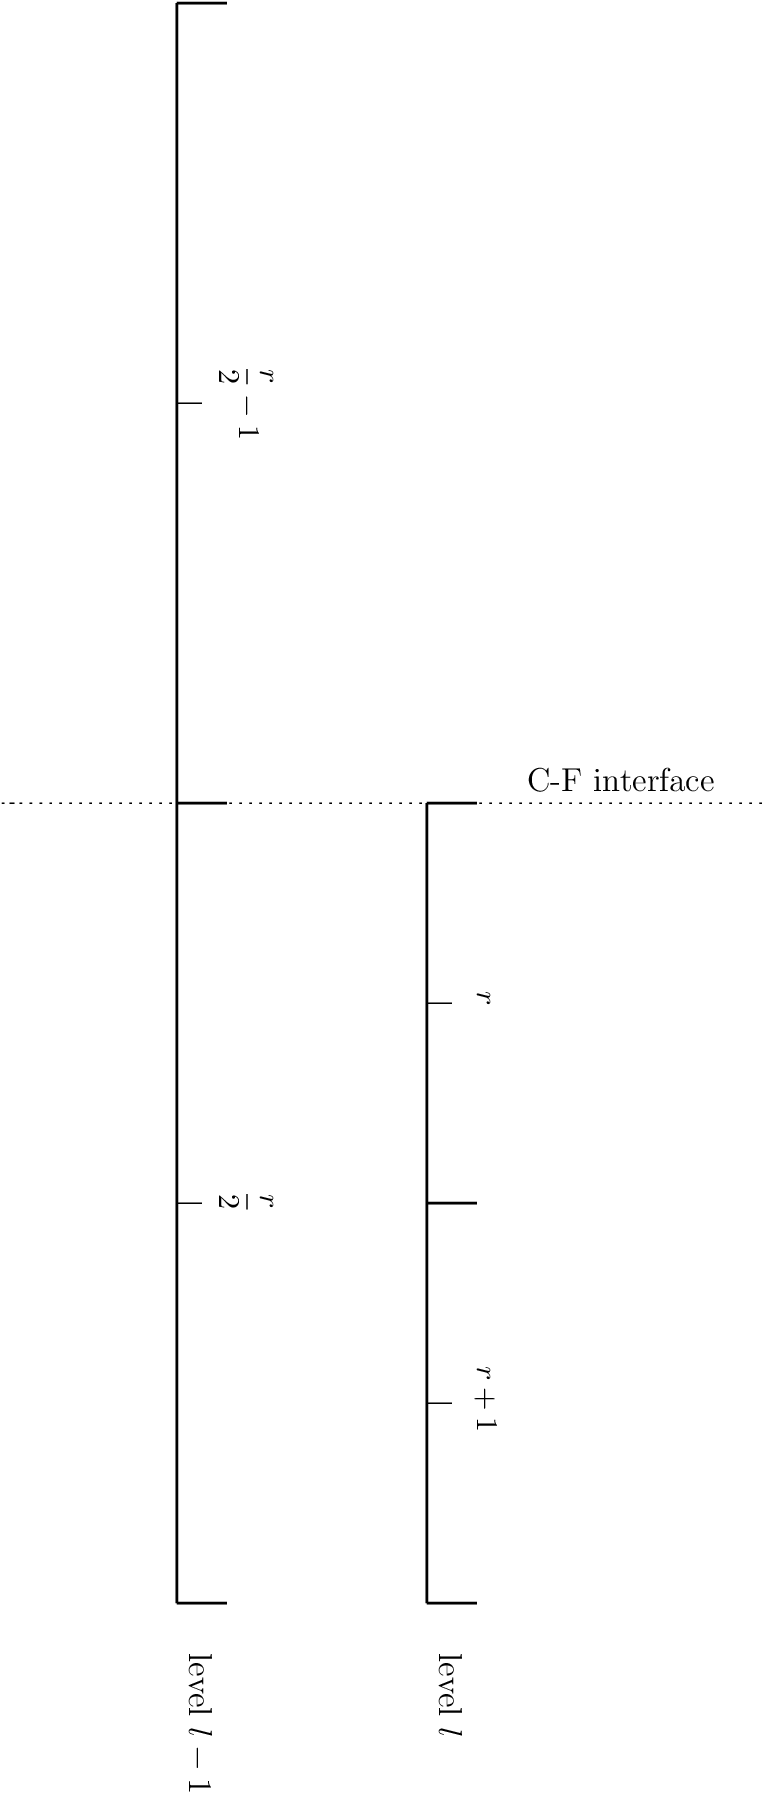 r/2 − 1
C-F interface
r
r/2
r + 1
level l − 1
level l